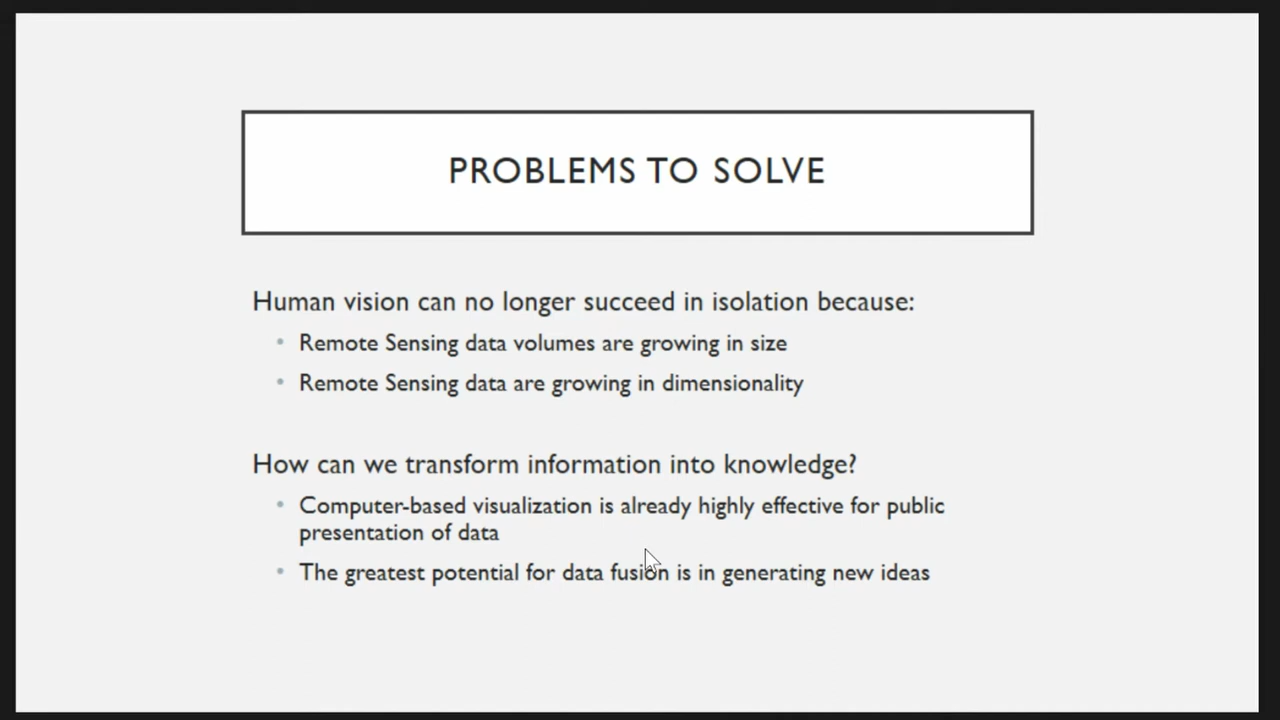 PROBLEMS TO SOLVE
Human vision can no longer succeed in isolation because:
• Remote Sensing data volumes are growing in size
• Remote Sensing data are growing in dimensionality
How can we transform information into knowledge?
• Computer-based visualization is already highly effective for public
presentation of data
• The greatest potential for data fusion is in generating new ideas